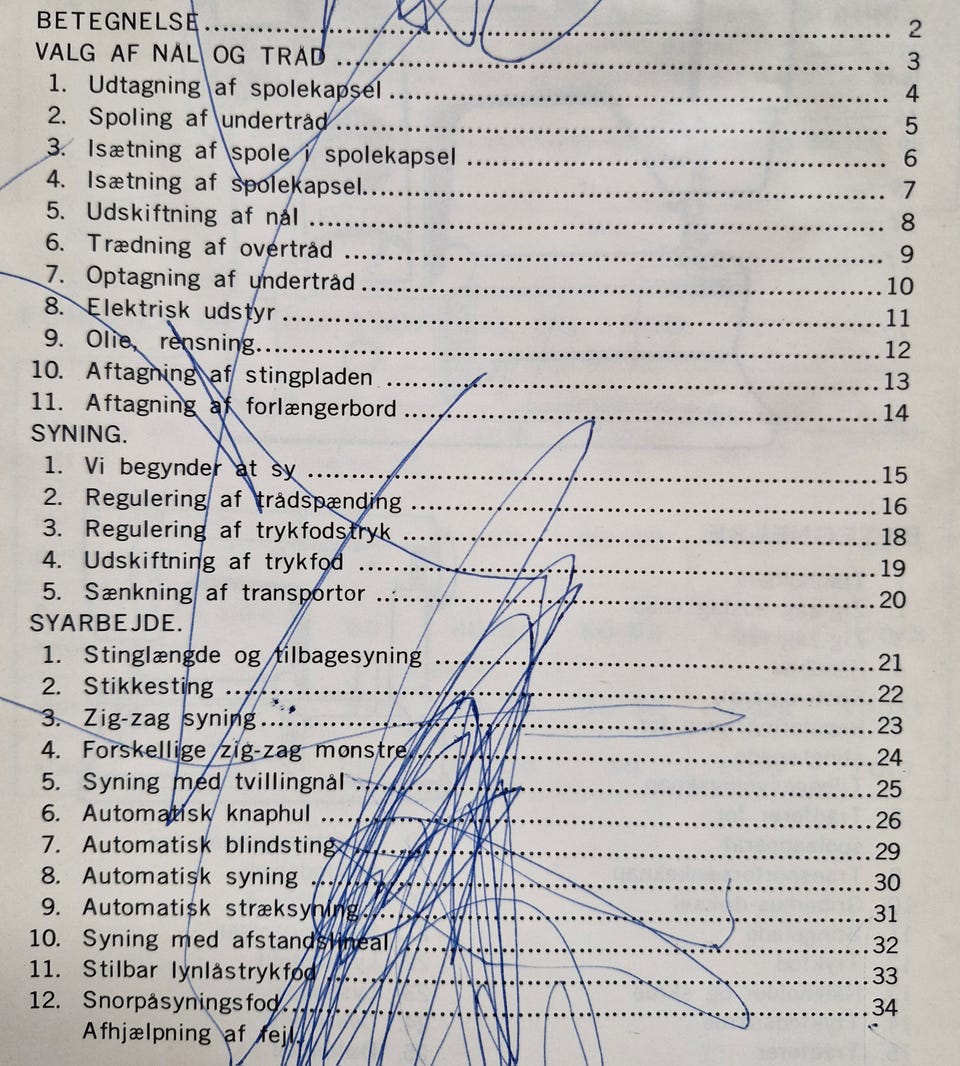 BETEGNELSE 2
VALG AF NÅL OG TRÅD 3
1. Udtagning af spolekapsel 4
2. Spoling af undertråd 5
3. Isætning af spole i spolekapsel 6
4. Isætning af spolekapsel 7
5. Udskiftning af nål 8
6. Trædning af overtråd 9
7. Optagning af undertråd 10
8. Elektrisk udstyr 11
9. Olie, rensning 12
10. Aftagning af stingpladen 13
11. Aftagning af forlængerbord 14
SYNING.
1. Vi begynder at sy 15
2. Regulering af trådspænding 16
3. Regulering af trykfodstryk 18
4. Udskiftning af trykfod 19
5. Sænkning af transportor 20
SYARBEJDE.
1. Stinglængde og tilbagesyning 21
2. Stikkesting 22
3. Zig-zag syning 23
4. Forskellige zig-zag mønstre 24
5. Syning med tvillingnål 25
6. Automatisk knaphul 26
7. Automatisk blindsting 29
8. Automatisk syning 30
9. Automatisk stræksyning 31
10. Syning med afstandslineal 32
11. Stilbar lynlåstrykfod 33
12. Snorpåsyningsfod 34
Afhjælpning af fejl